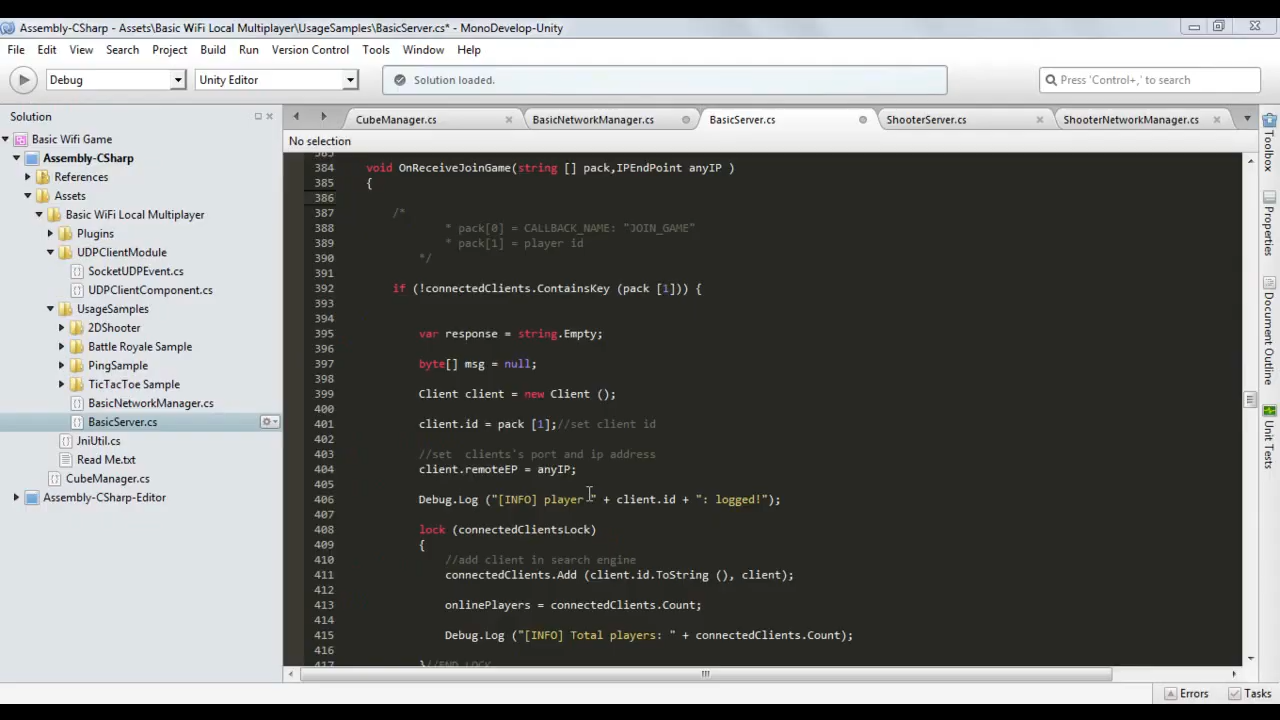 Assembly-CSharp - Assets\Basic WiFi Local Multiplayer\UsageSamples\BasicServer.cs* - MonoDevelop-Unity
File Edit View Search Project Build Run Version Control Tools Window Help
Debug Unity Editor Solution loaded. Press 'Control+,' to search
Solution
CubeManager.cs BasicNetworkManager.cs BasicServer.cs ShooterServer.cs ShooterNetworkManager.cs
No selection
Basic Wifi Game
Assembly-CSharp
References
Assets
Basic WiFi Local Multiplayer
Plugins
UDPClientModule
SocketUDPEvent.cs
UDPClientComponent.cs
UsageSamples
2DShooter
Battle Royale Sample
PingSample
TicTacToe Sample
BasicNetworkManager.cs
BasicServer.cs
JniUtil.cs
Read Me.txt
CubeManager.cs
Assembly-CSharp-Editor
383
384 void OnReceiveJoinGame(string [] pack,IPEndPoint anyIP )
385 {
386
387 /*
388 * pack[0] = CALLBACK_NAME: "JOIN_GAME"
389 * pack[1] = player id
390 */
391
392 if (!connectedClients.ContainsKey (pack [1])) {
393
394
395 var response = string.Empty;
396
397 byte[] msg = null;
398
399 Client client = new Client ();
400
401 client.id = pack [1];//set client id
402
403 //set clients's port and ip address
404 client.remoteEP = anyIP;
405
406 Debug.Log ("[INFO] player " + client.id + ": logged!");
407
408 lock (connectedClientsLock)
409 {
410 //add client in search engine
411 connectedClients.Add (client.id.ToString (), client);
412
413 onlinePlayers = connectedClients.Count;
414
415 Debug.Log ("[INFO] Total players: " + connectedClients.Count);
416
417 }//END_LOCK
Toolbox
Properties
Document Outline
Unit Tests
Errors Tasks